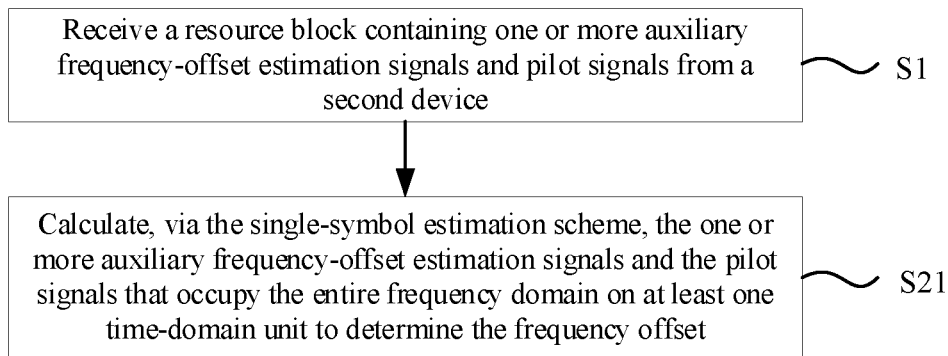 Receive a resource block containing one or more auxiliary
frequency-offset estimation signals and pilot signals from a
second device
S1
Calculate, via the single-symbol estimation scheme, the one or
more auxiliary frequency-offset estimation signals and the pilot
signals that occupy the entire frequency domain on at least one
time-domain unit to determine the frequency offset
S21